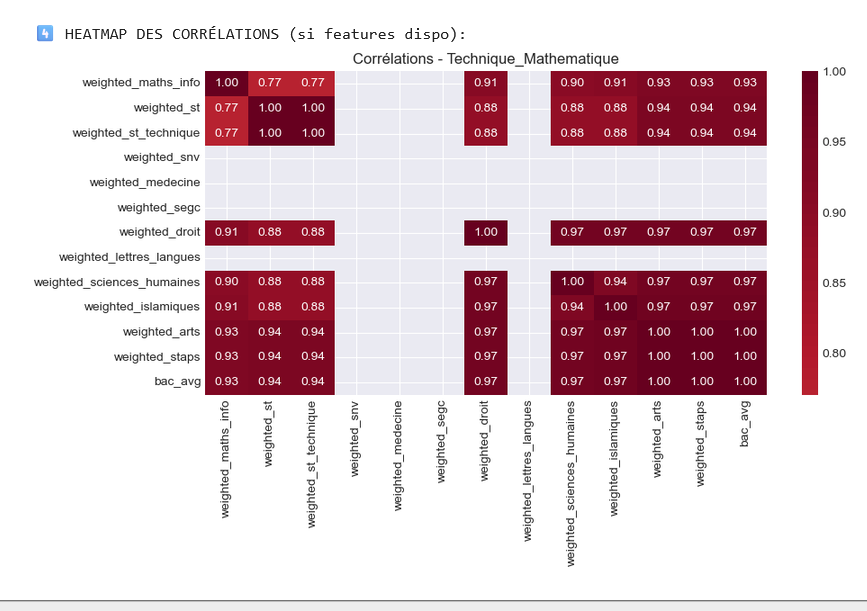 4 HEATMAP DES CORRÉLATIONS (si features dispo):
Corrélations - Technique_Mathematique
weighted_maths_info 1.00 0.77 0.77 0.91 0.90 0.91 0.93 0.93 0.93
weighted_st 0.77 1.00 1.00 0.88 0.88 0.88 0.94 0.94 0.94
weighted_st_technique 0.77 1.00 1.00 0.88 0.88 0.88 0.94 0.94 0.94
weighted_snv
weighted_medecine
weighted_segc
weighted_droit 0.91 0.88 0.88 1.00 0.97 0.97 0.97 0.97 0.97
weighted_lettres_langues
weighted_sciences_humaines 0.90 0.88 0.88 0.97 1.00 0.94 0.97 0.97 0.97
weighted_islamiques 0.91 0.88 0.88 0.97 0.94 1.00 0.97 0.97 0.97
weighted_arts 0.93 0.94 0.94 0.97 0.97 0.97 1.00 1.00 1.00
weighted_staps 0.93 0.94 0.94 0.97 0.97 0.97 1.00 1.00 1.00
bac_avg 0.93 0.94 0.94 0.97 0.97 0.97 1.00 1.00 1.00
weighted_maths_info
weighted_st
weighted_st_technique
weighted_snv
weighted_medecine
weighted_segc
weighted_droit
weighted_lettres_langues
weighted_sciences_humaines
weighted_islamiques
weighted_arts
weighted_staps
bac_avg
1.00
0.95
0.90
0.85
0.80